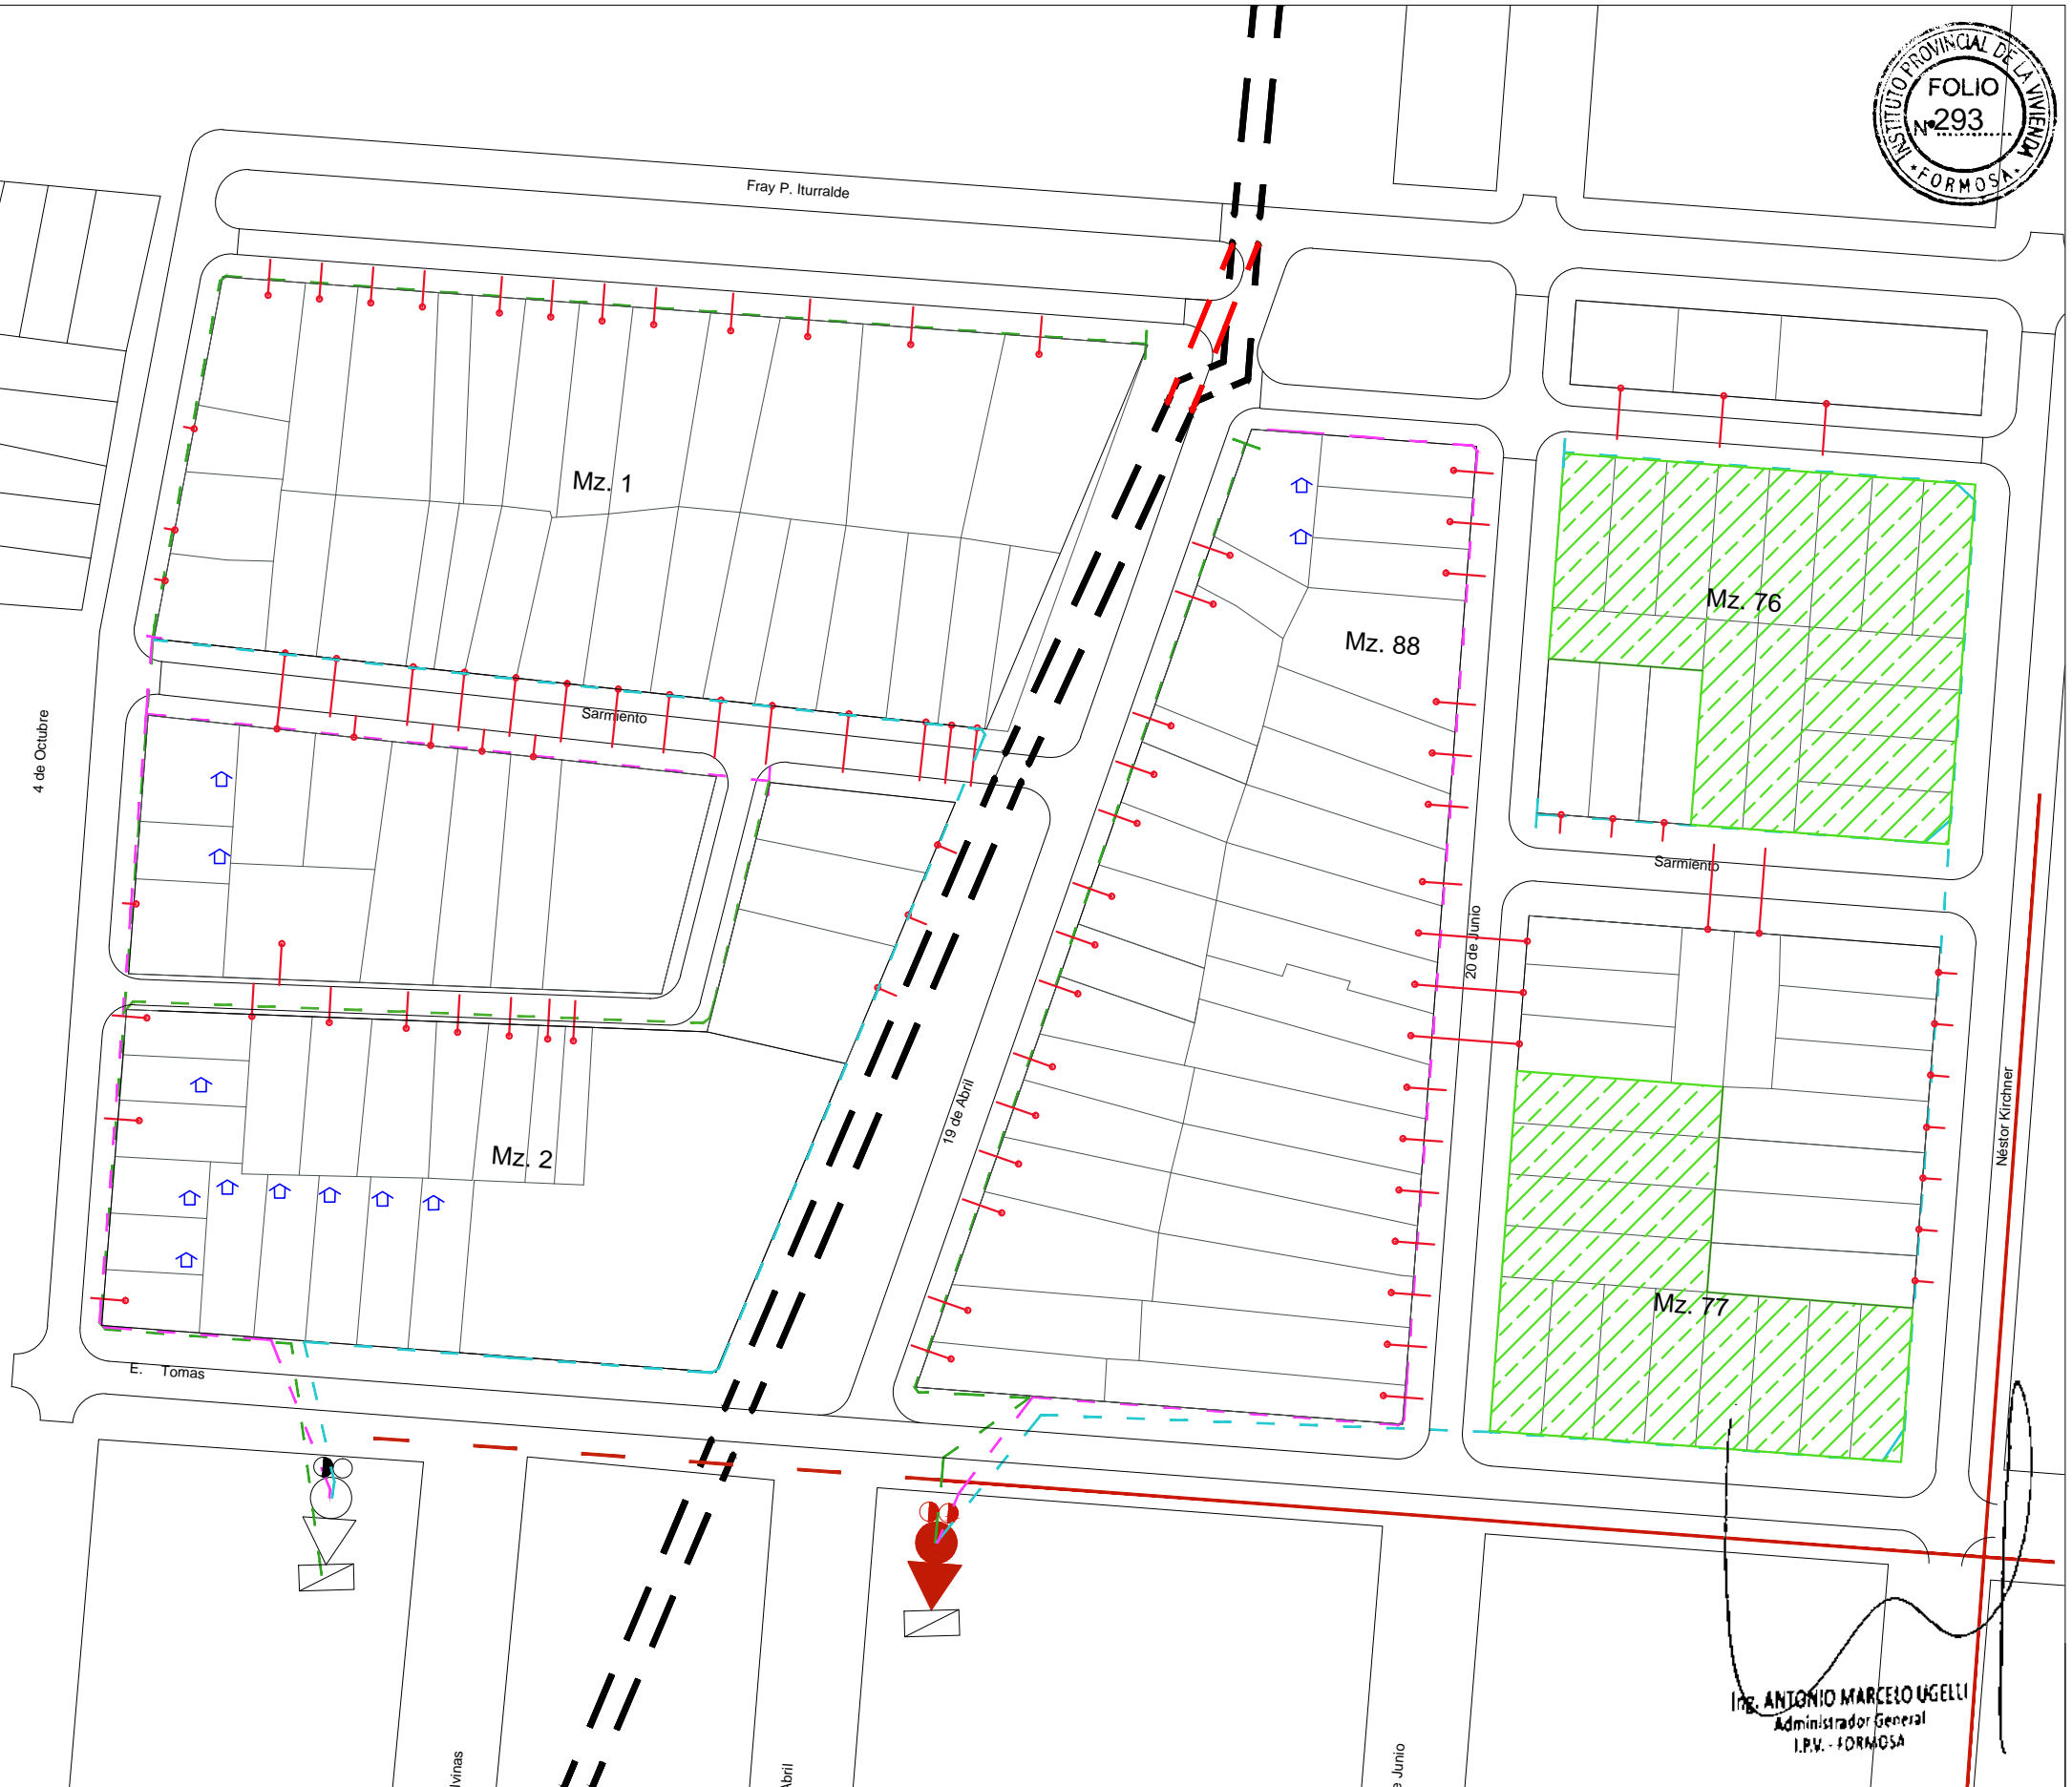 INSTITUTO PROVINCIAL DE LA VIVIENDA
FOLIO
Nº 293
* FORMOSA *
Fray P. Iturralde
Mz. 1
Mz. 76
Mz. 88
Sarmiento
4 de Octubre
Sarmiento
20 de Junio
19 de Abril
Néstor Kirchner
Mz. 2
Mz. 77
E. Tomas
Ing. ANTONIO MARCELO UGELLI
Administrador General
I.P.V. - FORMOSA
lvinas
Abril
e Junio